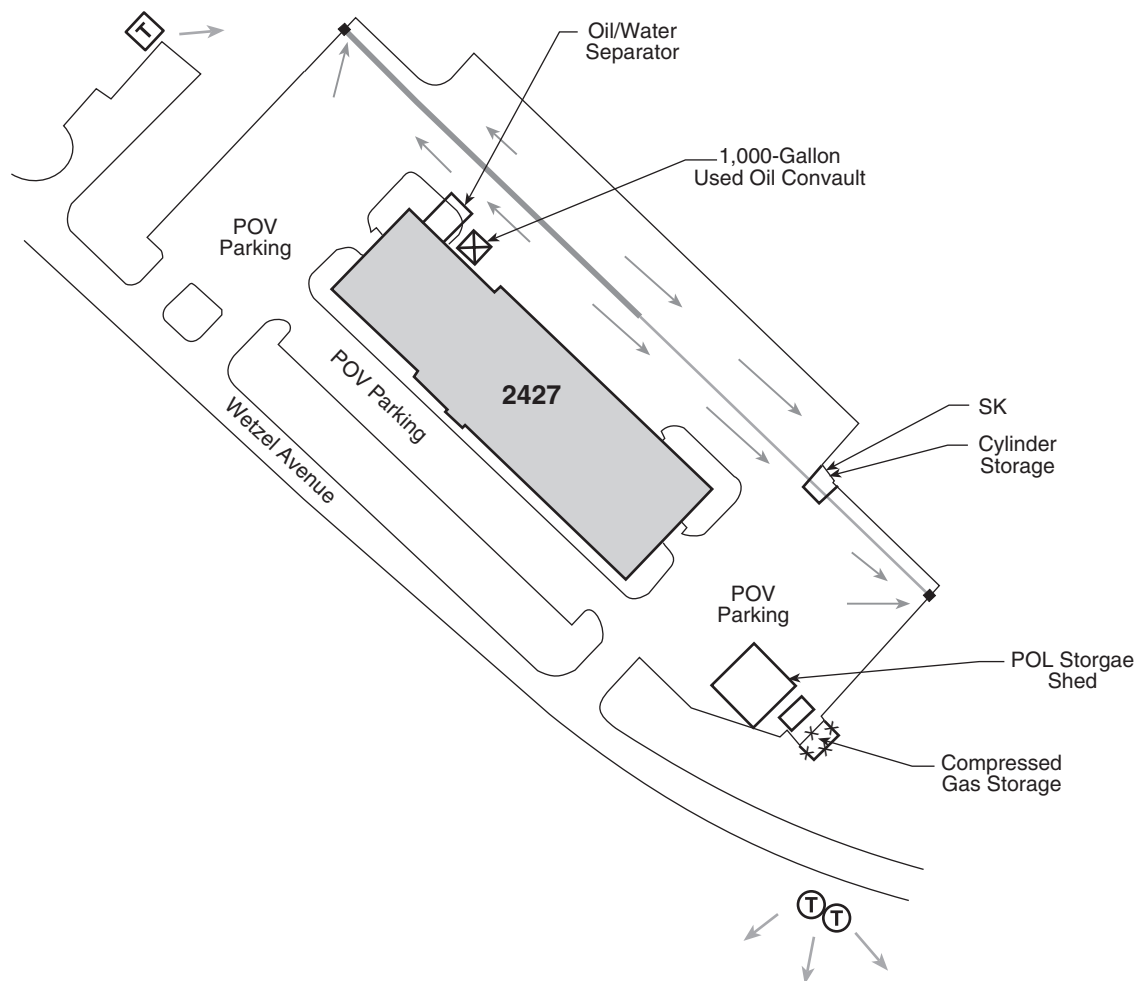 T
Oil/Water
Separator
1,000-Gallon
Used Oil Convault
POV
Parking
POV Parking
2427
Wetzel Avenue
SK
Cylinder
Storage
POV
Parking
POL Storgae
Shed
Compressed
Gas Storage
T
T